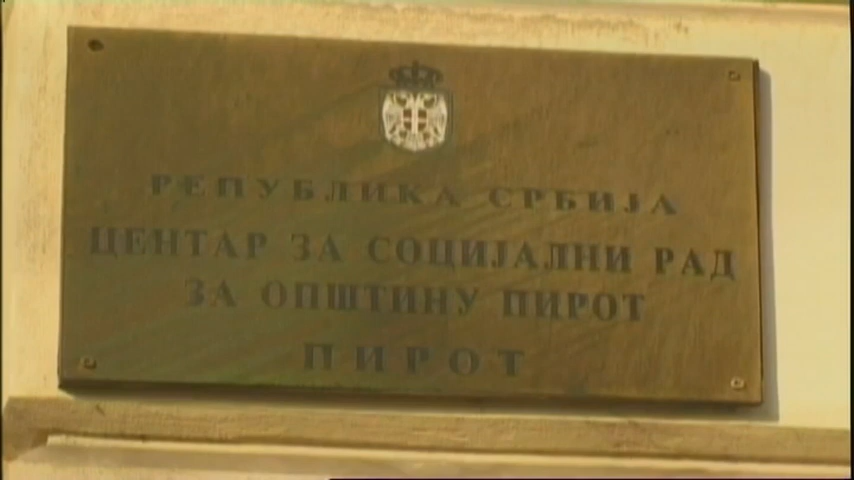 РЕПУБЛИКА СРБИЈА
ЦЕНТАР ЗА СОЦИЈАЛНИ РАД
ЗА ОПШТИНУ ПИРОТ
ПИРОТ